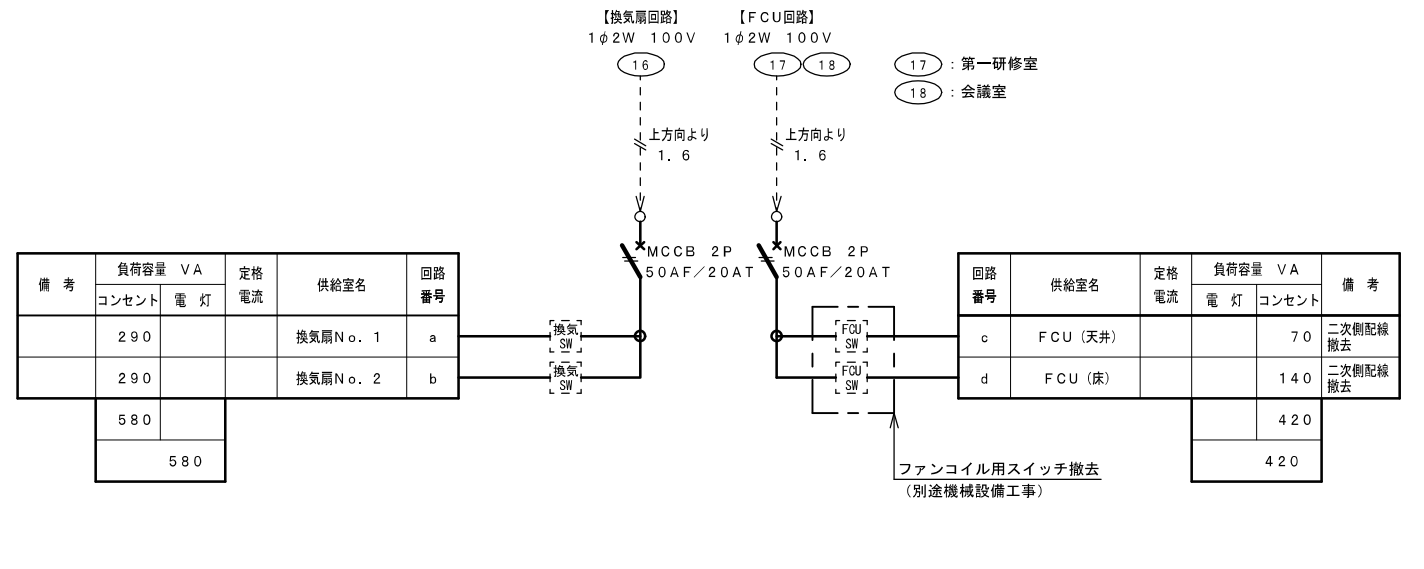 【換気扇回路】
1φ2W 100V
16
【FCU回路】
1φ2W 100V
17 18
17 : 第一研修室
18 : 会議室
上方向より
1.6
上方向より
1.6
MCCB 2P
50AF/20AT
MCCB 2P
50AF/20AT
備考 負荷容量 VA 定格電流 供給室名 回路番号
コンセント 電灯
290 換気扇No.1 a
290 換気扇No.2 b
580
580
換気
SW
換気
SW
FCU
SW
FCU
SW
回路番号 供給室名 定格電流 負荷容量 VA 備考
電灯 コンセント
c FCU(天井) 70 二次側配線撤去
d FCU(床) 140 二次側配線撤去
420
420
ファンコイル用スイッチ撤去
(別途機械設備工事)